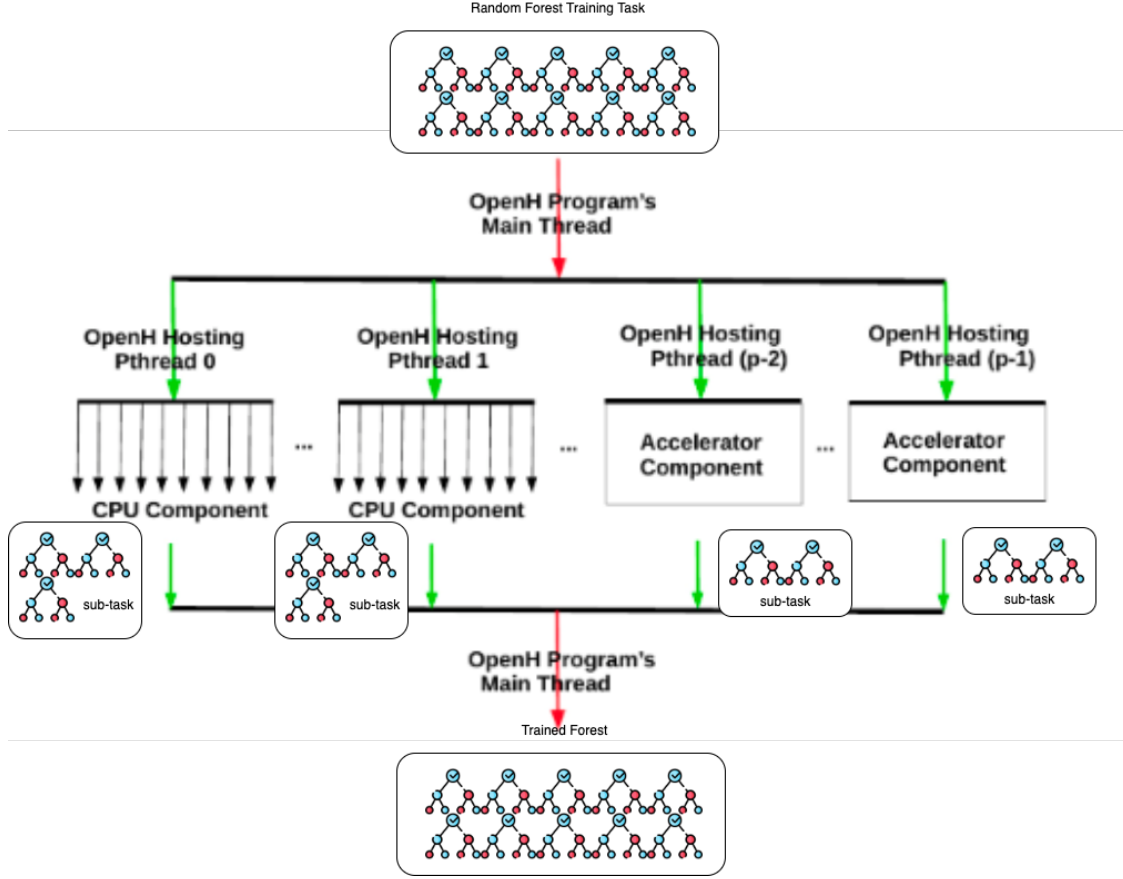 Random Forest Training Task
OpenH Program's
Main Thread
OpenH Hosting
Pthread 0
OpenH Hosting
Pthread 1
OpenH Hosting
Pthread (p-2)
OpenH Hosting
Pthread (p-1)
...
...
Accelerator
Component
...
Accelerator
Component
CPU Component
CPU Component
sub-task
sub-task
sub-task
sub-task
OpenH Program's
Main Thread
Trained Forest